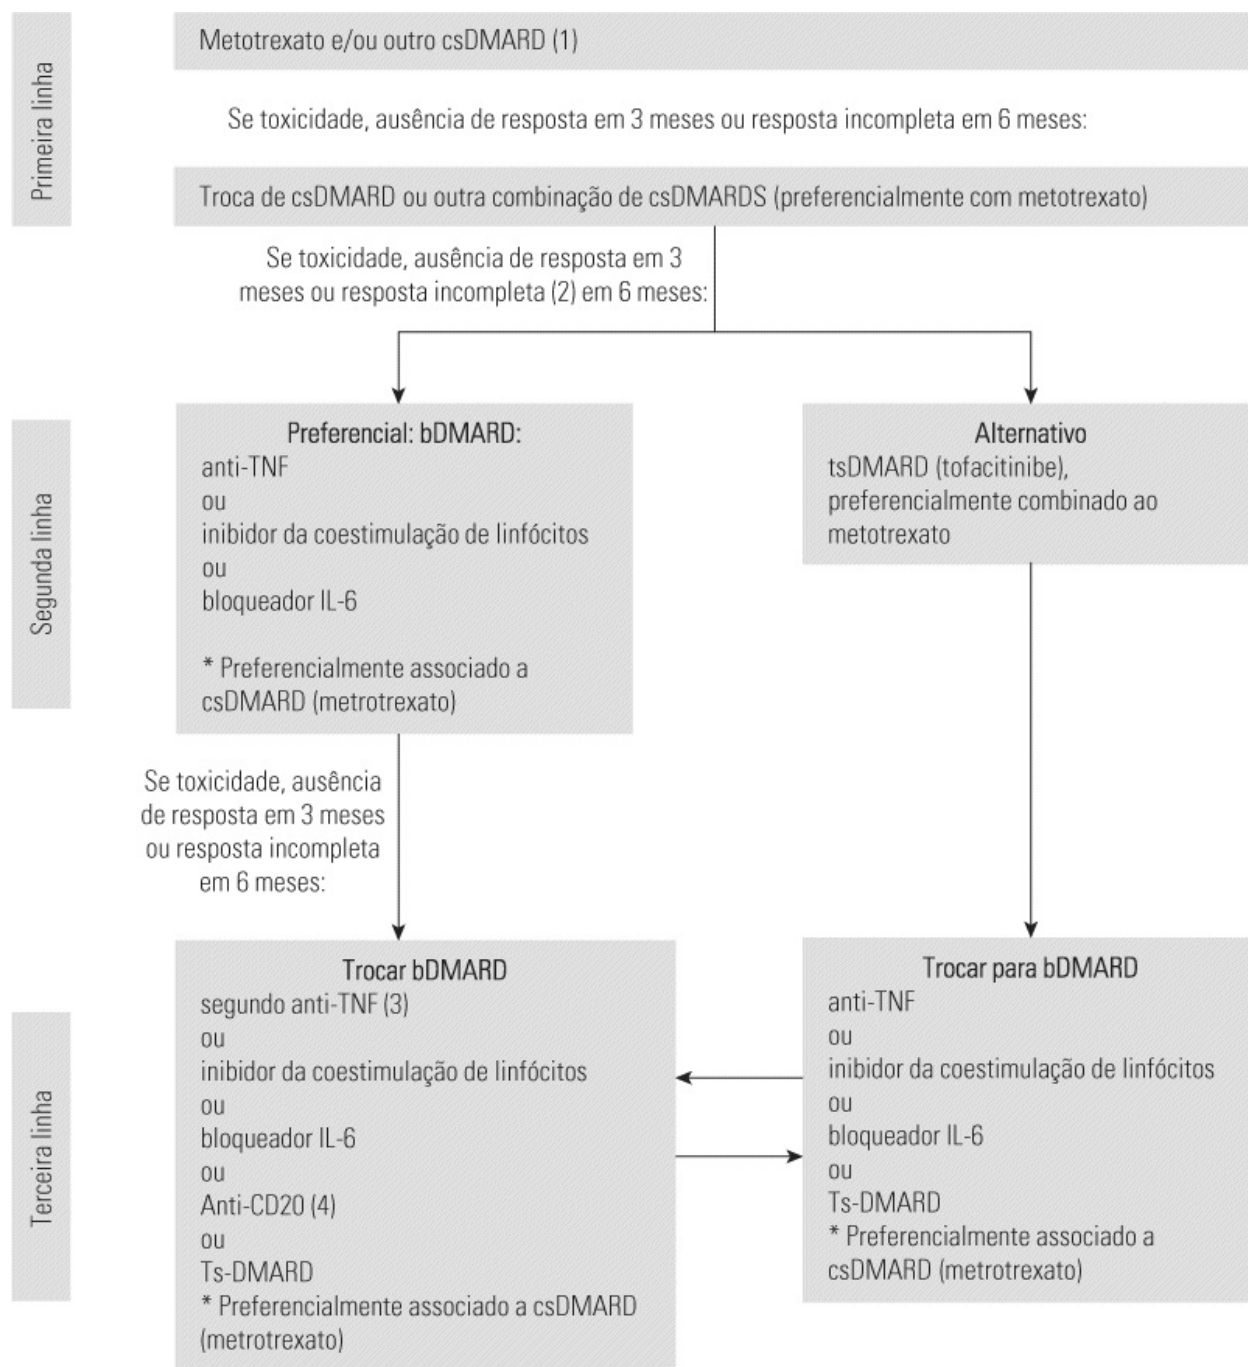 Primeira linha
Metotrexato e/ou outro csDMARD (1)
Se toxicidade, ausência de resposta em 3 meses ou resposta incompleta em 6 meses:
Troca de csDMARD ou outra combinação de csDMARDS (preferencialmente com metotrexato)
Se toxicidade, ausência de resposta em 3
meses ou resposta incompleta (2) em 6 meses:
Segunda linha
Preferencial: bDMARD:
anti-TNF
ou
inibidor da coestimulação de linfócitos
ou
bloqueador IL-6
* Preferencialmente associado a
csDMARD (metrotrexato)
Alternativo
tsDMARD (tofacitinibe),
preferencialmente combinado ao
metotrexato
Se toxicidade, ausência
de resposta em 3 meses
ou resposta incompleta
em 6 meses:
Terceira linha
Trocar bDMARD
segundo anti-TNF (3)
ou
inibidor da coestimulação de linfócitos
ou
bloqueador IL-6
ou
Anti-CD20 (4)
ou
Ts-DMARD
* Preferencialmente associado a csDMARD
(metrotrexato)
Trocar para bDMARD
anti-TNF
ou
inibidor da coestimulação de linfócitos
ou
bloqueador IL-6
ou
Ts-DMARD
* Preferencialmente associado a
csDMARD (metrotrexato)